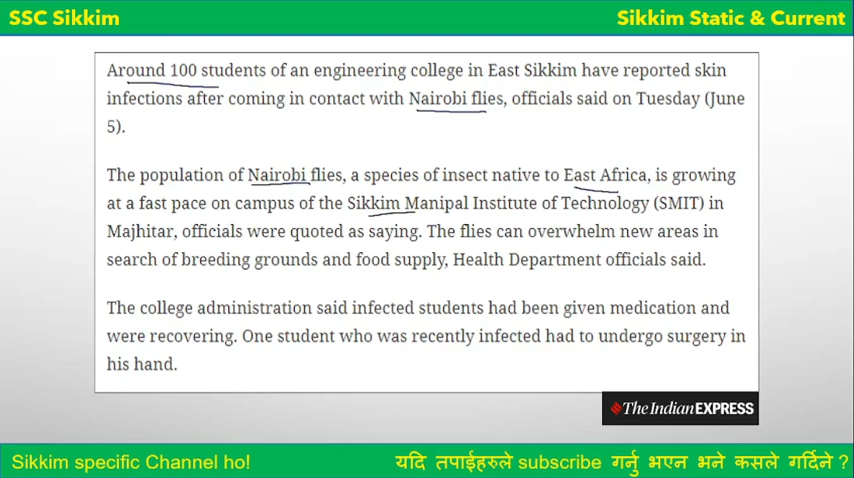 SSC Sikkim
Sikkim Static & Current
Around 100 students of an engineering college in East Sikkim have reported skin
infections after coming in contact with Nairobi flies, officials said on Tuesday (June
5).
The population of Nairobi flies, a species of insect native to East Africa, is growing
at a fast pace on campus of the Sikkim Manipal Institute of Technology (SMIT) in
Majhitar, officials were quoted as saying. The flies can overwhelm new areas in
search of breeding grounds and food supply, Health Department officials said.
The college administration said infected students had been given medication and
were recovering. One student who was recently infected had to undergo surgery in
his hand.
The Indian EXPRESS
Sikkim specific Channel ho!
यदि तपाईहरुले subscribe गर्नु भएन भने कसले गर्दिने ?